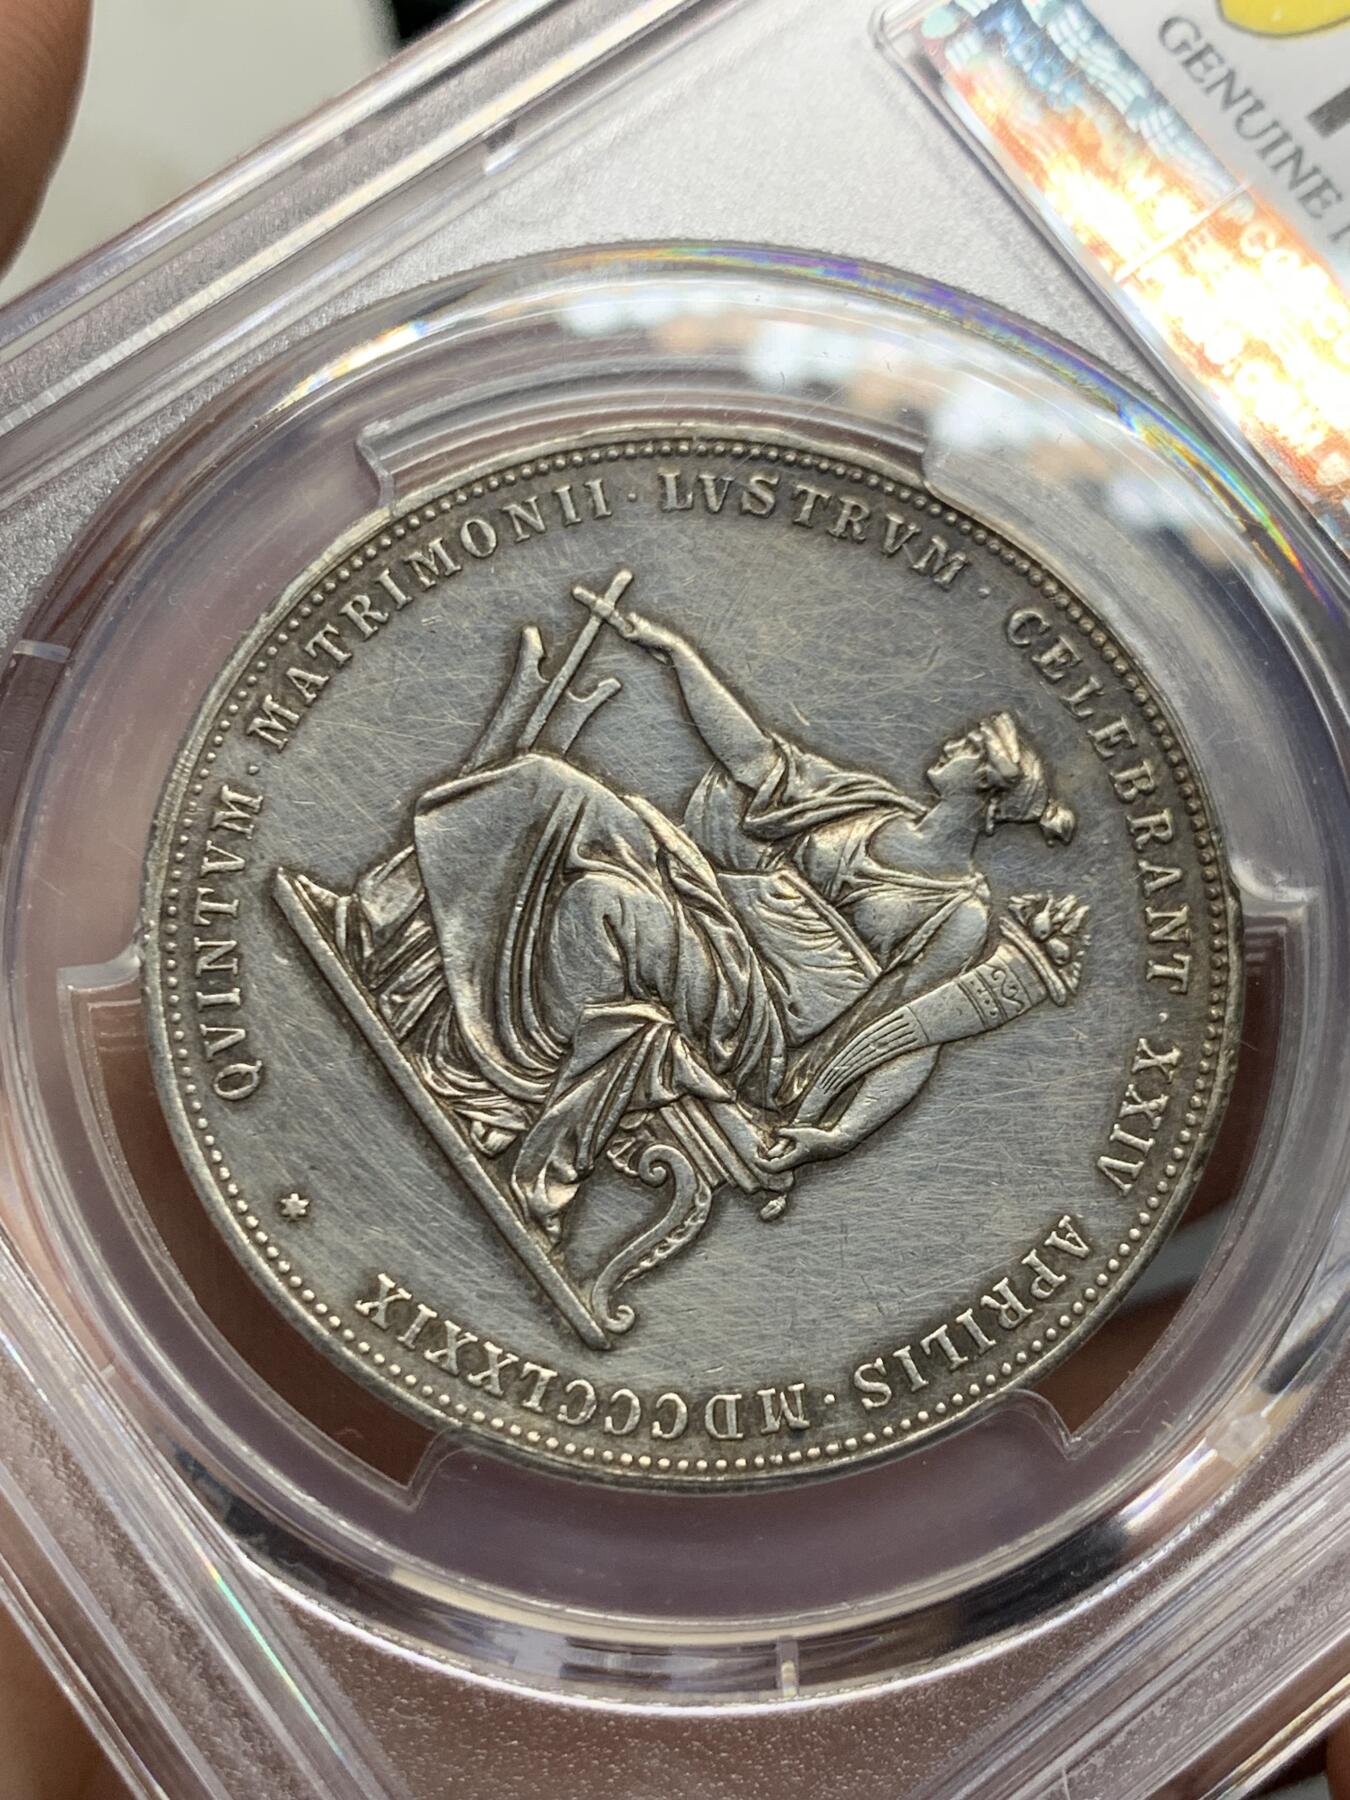 QVINTVM · MATRIMONII · LVSTRVM · CELEBRANT · XXIV APRILIS · MDCCCLXXIX *
GENUINE